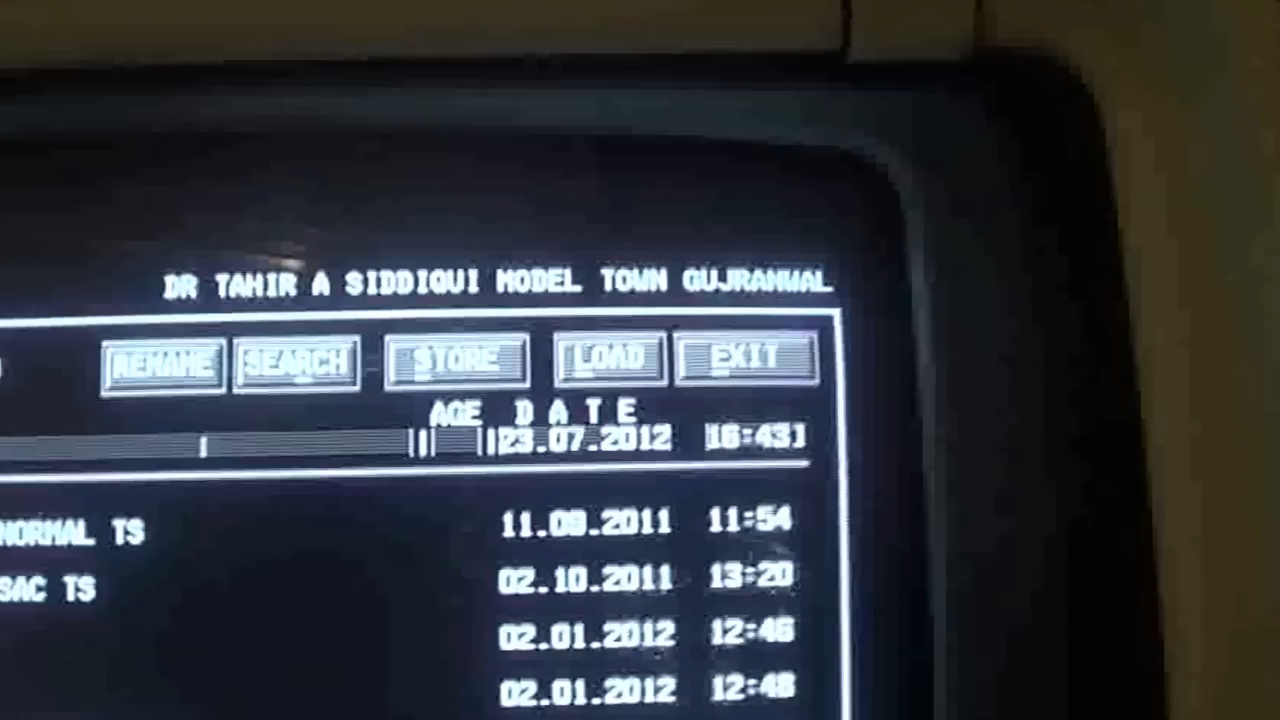 DR TAHIR A SIDDIQUI MODEL TOWN GUJRANWAL
RENAME SEARCH STORE LOAD EXIT
AGE D A T E
23.07.2012 16:43]
NORMAL TS 11.09.2011 11:54
SAC TS 02.10.2011 13:20
02.01.2012 12:46
02.01.2012 12:48